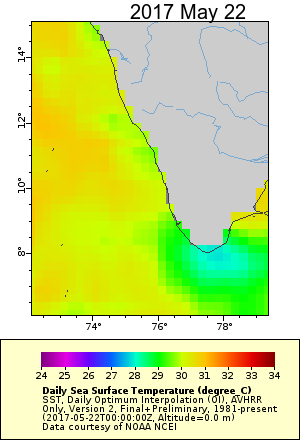 2017 May 22
14°
12°
10°
8°
74° 76° 78°
24 25 26 27 28 29 30 31 32 33 34
Daily Sea Surface Temperature (degree_C)
SST, Daily Optimum Interpolation (OI), AVHRR
Only, Version 2, Final+Preliminary, 1981-present
(2017-05-22T00:00:00Z, Altitude=0.0 m)
Data courtesy of NOAA NCEI